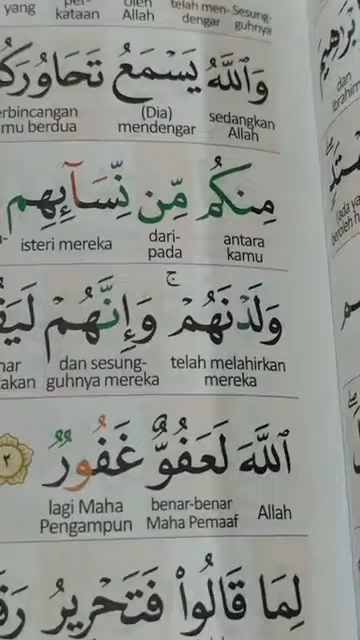 yang
kataan
Allah
telah men-
dengar
Sesung-
guhnya
وَٱللَّهُ يَسْمَعُ
mu berdua
(Dia)
mendengar
sedangkan
Allah
مِنكُم مِّن نِّسَآئِهِم
isteri mereka
dari-
pada
antara
kamu
وَلَدْنَهُمْ ۚ وَإِنَّهُمْ
dan sesung-
guhnya mereka
telah melahirkan
mereka
ٱللَّهَ لَعَفُوٌّ غَفُورٌ
lagi Maha
Pengampun
benar-benar
Maha Pemaaf
Allah
لِمَا قَالُوا۟ فَتَحْرِيرُ
dan